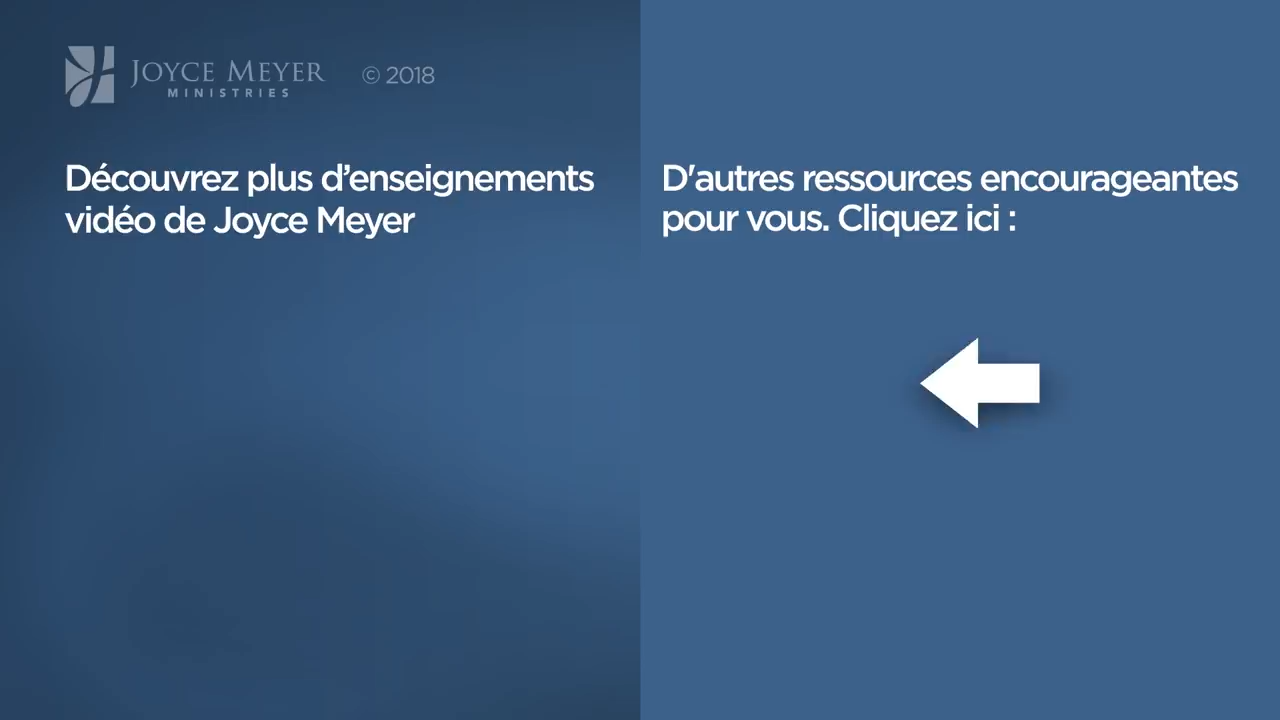 JOYCE MEYER © 2018
MINISTRIES
Découvrez plus d’enseignements
vidéo de Joyce Meyer
D'autres ressources encourageantes
pour vous. Cliquez ici :